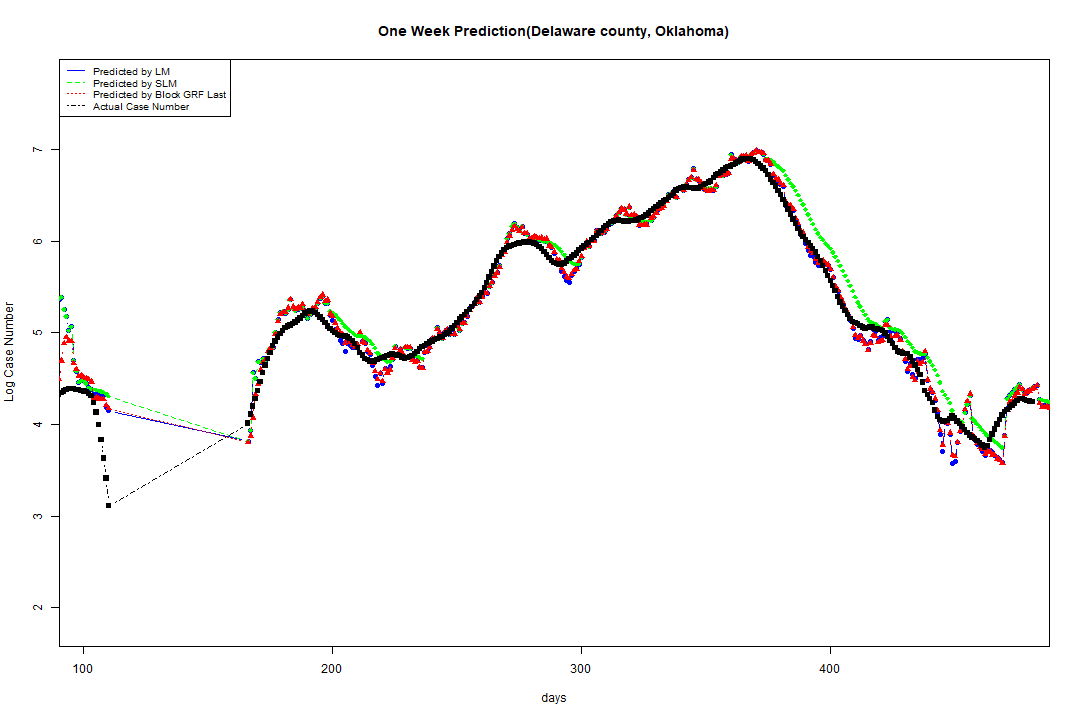 One Week Prediction(Delaware county, Oklahoma)
Predicted by LM
Predicted by SLM
Predicted by Block GRF Last
Actual Case Number
Log Case Number
7
6
5
4
3
2
100
200
300
400
days